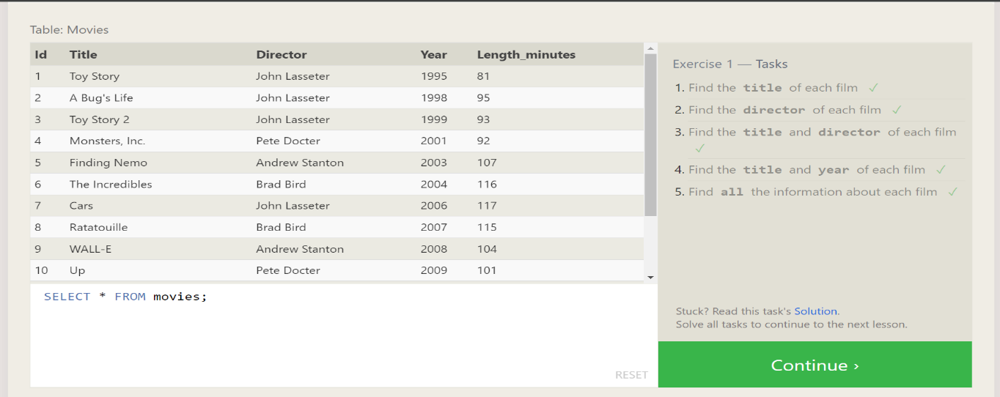 Table: Movies
Id Title Director Year Length_minutes
1 Toy Story John Lasseter 1995 81
2 A Bug's Life John Lasseter 1998 95
3 Toy Story 2 John Lasseter 1999 93
4 Monsters, Inc. Pete Docter 2001 92
5 Finding Nemo Andrew Stanton 2003 107
6 The Incredibles Brad Bird 2004 116
7 Cars John Lasseter 2006 117
8 Ratatouille Brad Bird 2007 115
9 WALL-E Andrew Stanton 2008 104
10 Up Pete Docter 2009 101
SELECT * FROM movies;
RESET
Exercise 1 — Tasks
1. Find the title of each film ✓
2. Find the director of each film ✓
3. Find the title and director of each film
✓
4. Find the title and year of each film ✓
5. Find all the information about each film ✓
Stuck? Read this task's Solution.
Solve all tasks to continue to the next lesson.
Continue ›